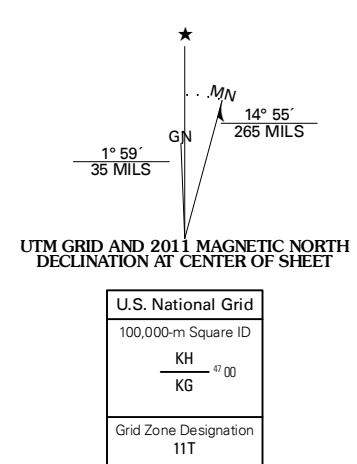 ★
MN
GN
14° 55´
265 MILS
1° 59´
35 MILS
UTM GRID AND 2011 MAGNETIC NORTH
DECLINATION AT CENTER OF SHEET
U.S. National Grid
100,000-m Square ID
KH
47 00
KG
Grid Zone Designation
11T